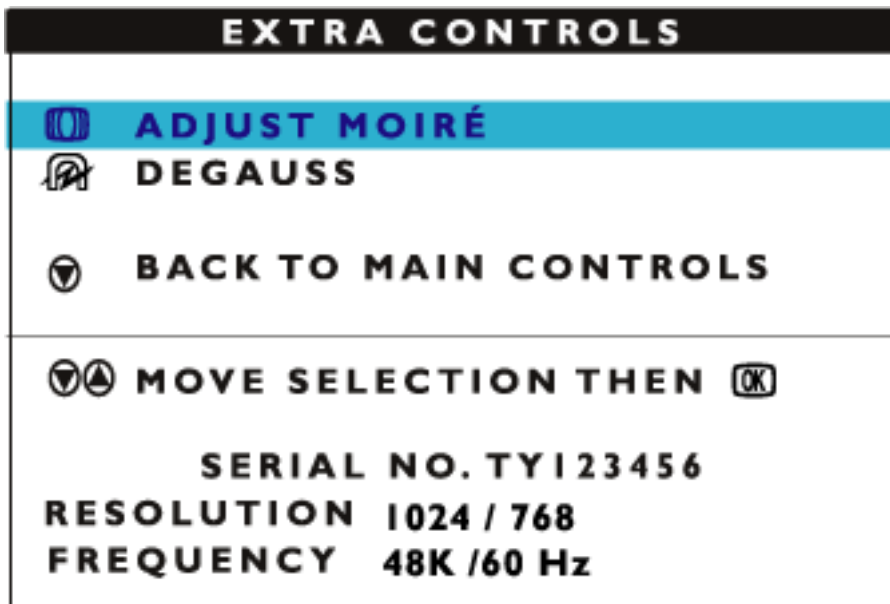 EXTRA CONTROLS
ADJUST MOIRÉ
DEGAUSS
BACK TO MAIN CONTROLS
MOVE SELECTION THEN OK
SERIAL NO. TY123456
RESOLUTION 1024 / 768
FREQUENCY 48K /60 Hz